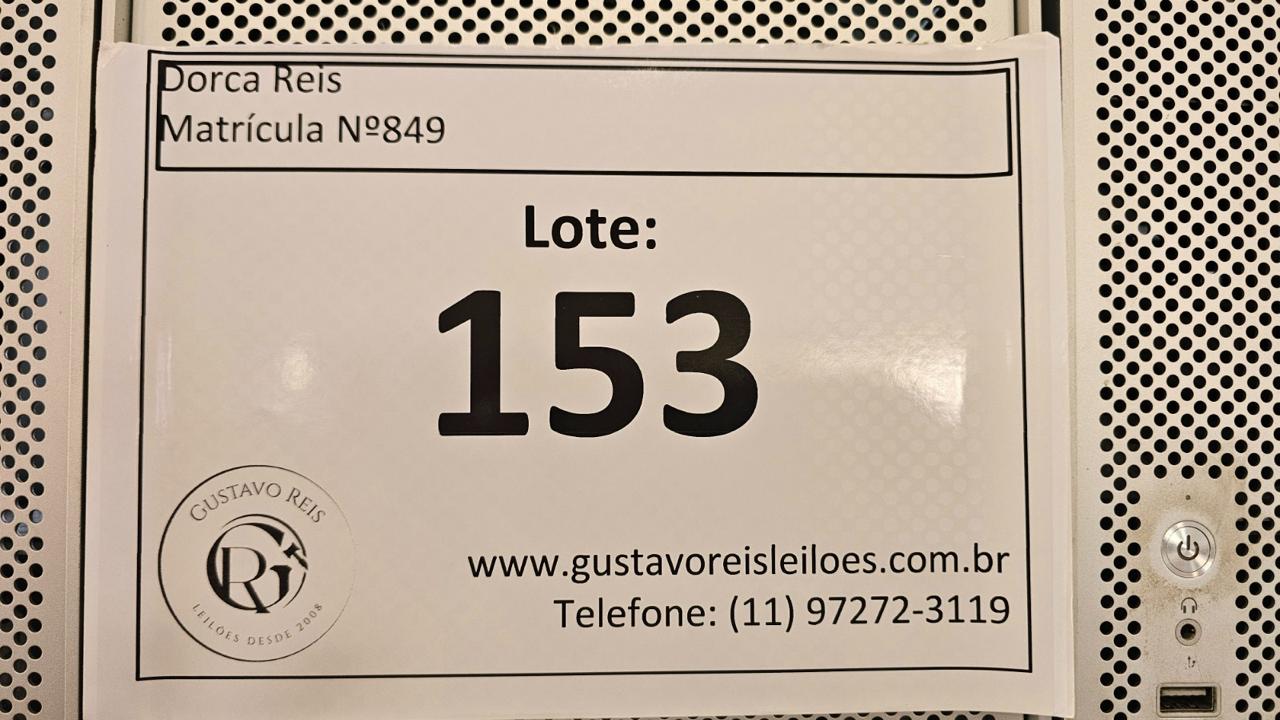 Dorca Reis
Matrícula Nº849
Lote:
153
GUSTAVO REIS
RG
LEILÕES DESDE 2008
www.gustavoreisleiloes.com.br
Telefone: (11) 97272-3119